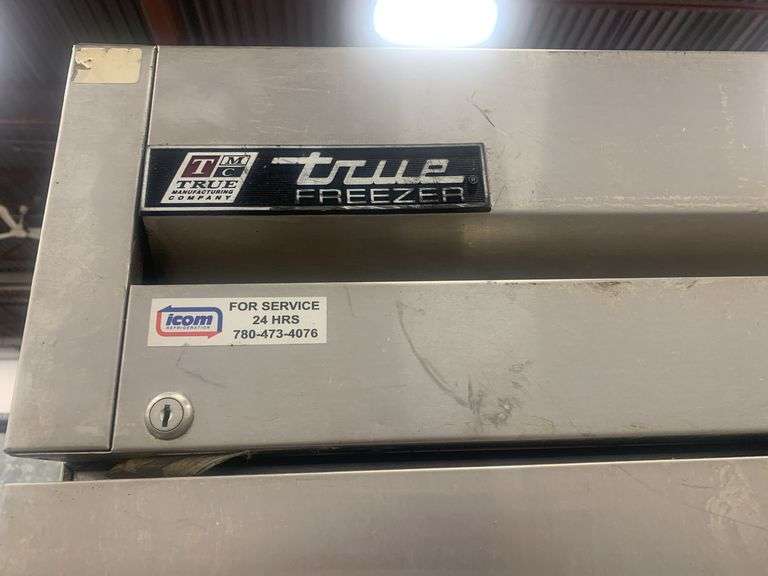 T M
C
TRUE
MANUFACTURING
COMPANY
true ®
FREEZER
icom
REFRIGERATION
FOR SERVICE
24 HRS
780-473-4076